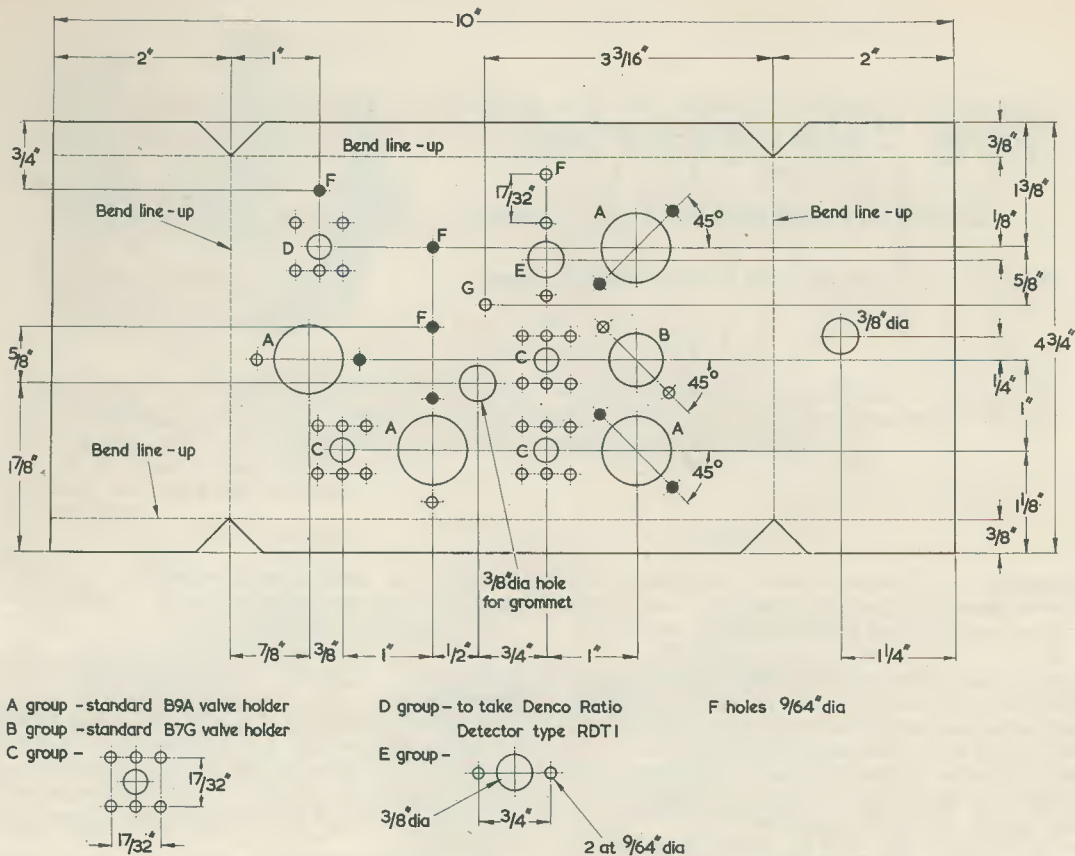 10"
2" 1" 3 3/16" 2"
3/4"
Bend line-up
F
F
17/32"
A
45°
3/8"
1 3/8"
1/8"
Bend line-up
Bend line-up
D
F
E
G
5/8"
5/8"
A
F
C
B
3/8" dia
4 3/4"
45°
1/4"
1"
Bend line-up
C
A
C
A
45°
1 7/8"
1 1/8"
3/8"
3/8" dia hole
for grommet
7/8" 3/8" 1" 1/2" 3/4" 1" 1 1/4"
A group - standard B9A valve holder
B group - standard B7G valve holder
C group -
17/32"
17/32"
D group - to take Denco Ratio
Detector type RDT1
E group -
3/8" dia
3/4"
2 at 9/64" dia
F holes 9/64" dia